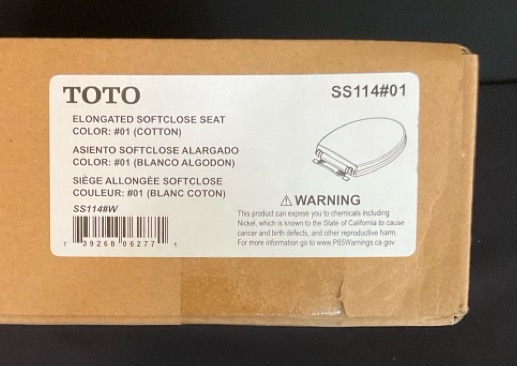 TOTO
SS114#01
ELONGATED SOFTCLOSE SEAT
COLOR: #01 (COTTON)
ASIENTO SOFTCLOSE ALARGADO
COLOR: #01 (BLANCO ALGODON)
SIÈGE ALLONGÉE SOFTCLOSE
COULEUR: #01 (BLANC COTON)
SS114#W
7 39268 06277 1
⚠WARNING
This product can expose you to chemicals including
Nickel, which is known to the State of California to cause
cancer and birth defects, and other reproductive harm.
For more information go to www.P65Warnings.ca.gov